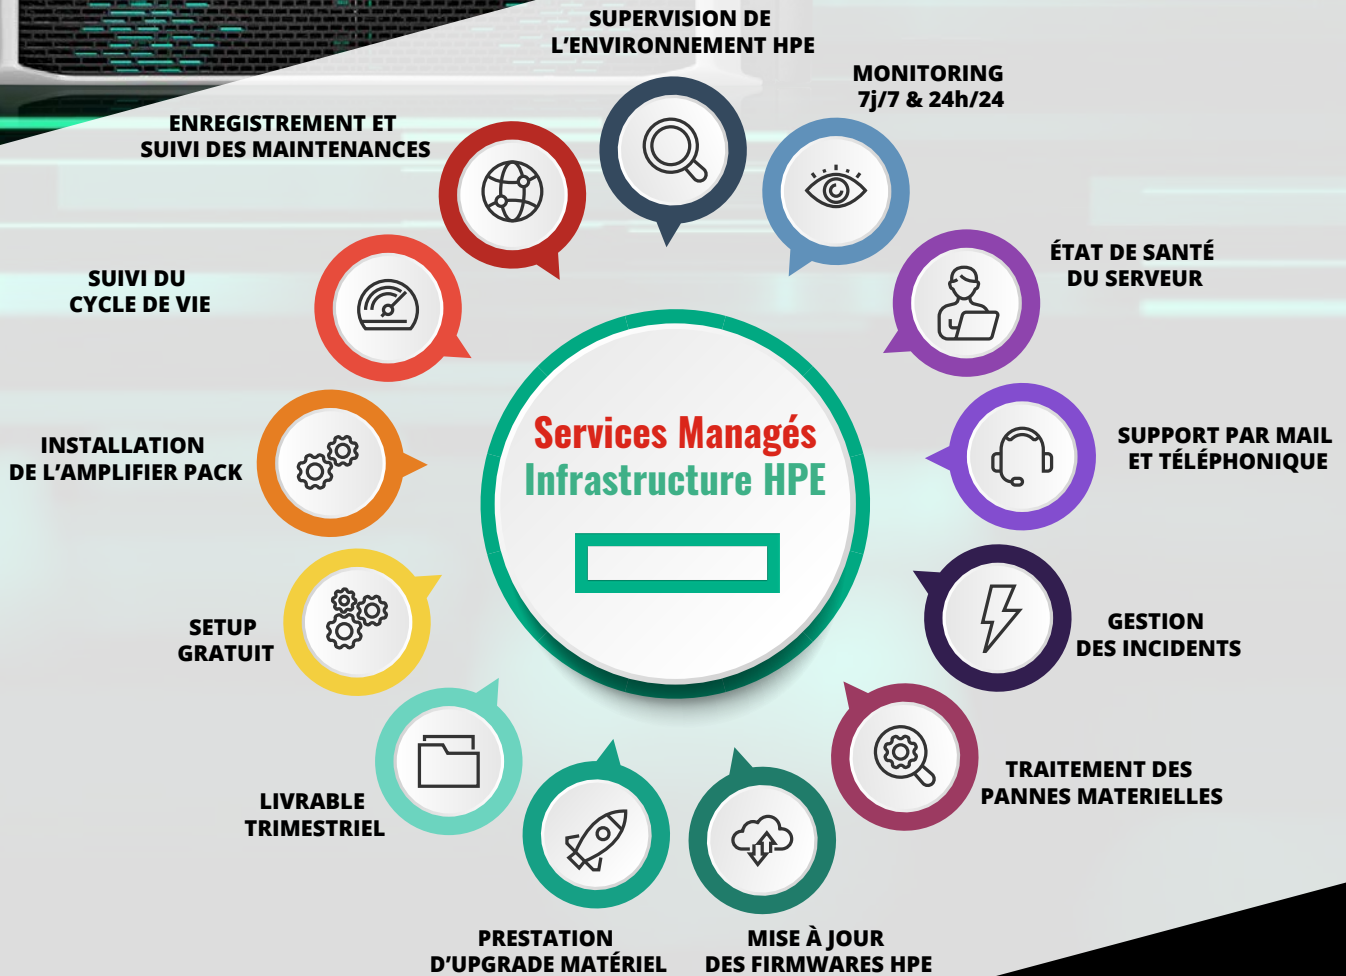 SUPERVISION DE
L'ENVIRONNEMENT HPE
MONITORING
7j/7 & 24h/24
ÉTAT DE SANTÉ
DU SERVEUR
SUPPORT PAR MAIL
ET TÉLÉPHONIQUE
GESTION
DES INCIDENTS
TRAITEMENT DES
PANNES MATERIELLES
MISE À JOUR
DES FIRMWARES HPE
PRESTATION
D'UPGRADE MATÉRIEL
LIVRABLE
TRIMESTRIEL
SETUP
GRATUIT
INSTALLATION
DE L'AMPLIFIER PACK
SUIVI DU
CYCLE DE VIE
ENREGISTREMENT ET
SUIVI DES MAINTENANCES
Services Managés
Infrastructure HPE